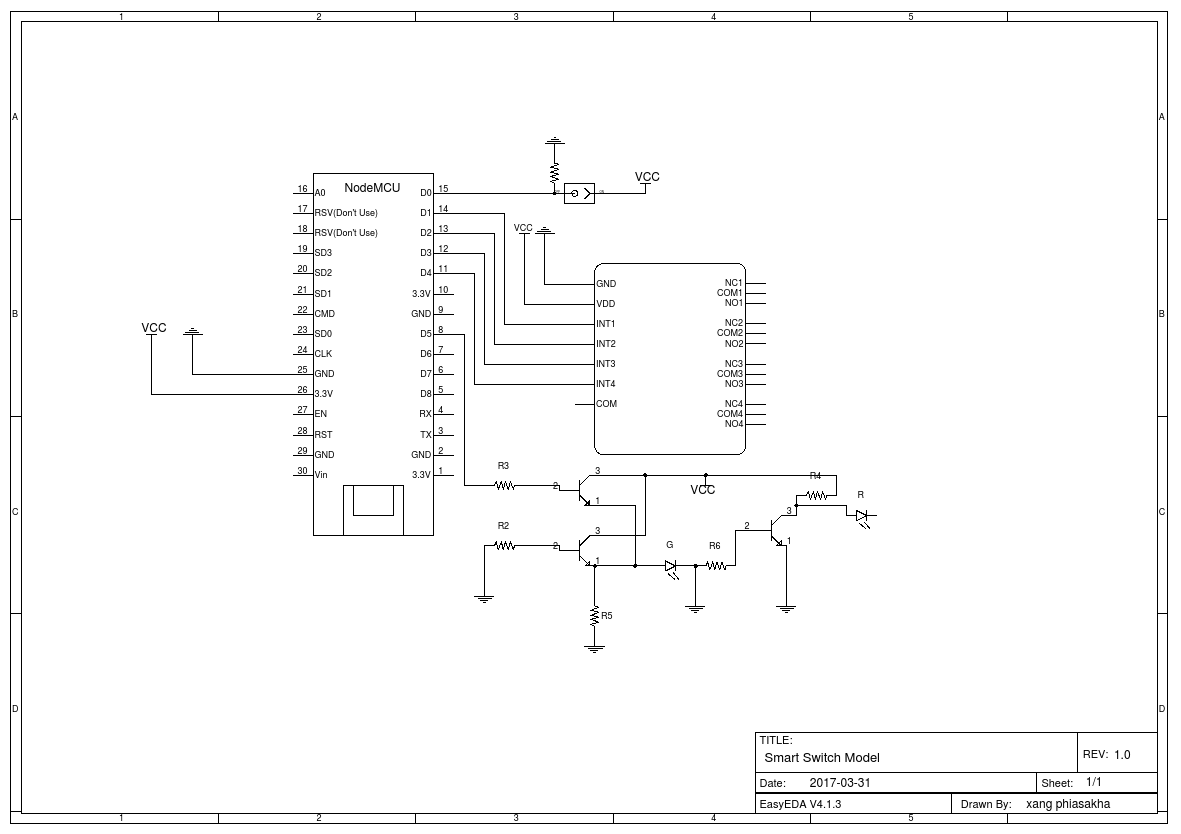 1 2 3 4 5
A A
B B
C C
D D
NodeMCU
16 A0 D0 15
17 RSV(Don't Use) D1 14
18 RSV(Don't Use) D2 13
19 SD3 D3 12
20 SD2 D4 11
21 SD1 3.3V 10
22 CMD GND 9
23 SD0 D5 8
24 CLK D6 7
25 GND D7 6
26 3.3V D8 5
27 EN RX 4
28 RST TX 3
29 GND GND 2
30 Vin 3.3V 1
VCC
VCC
VCC
GND
VDD
INT1
INT2
INT3
INT4
COM
NC1
COM1
NO1
NC2
COM2
NO2
NC3
COM3
NO3
NC4
COM4
NO4
R3 2 3 1
VCC
R4
R
R2 2 3 1
G
R6
2 3 1
R5
TITLE:
Smart Switch Model
REV: 1.0
Date: 2017-03-31
Sheet: 1/1
EasyEDA V4.1.3
Drawn By: xang phiasakha
1 2 3 4 5